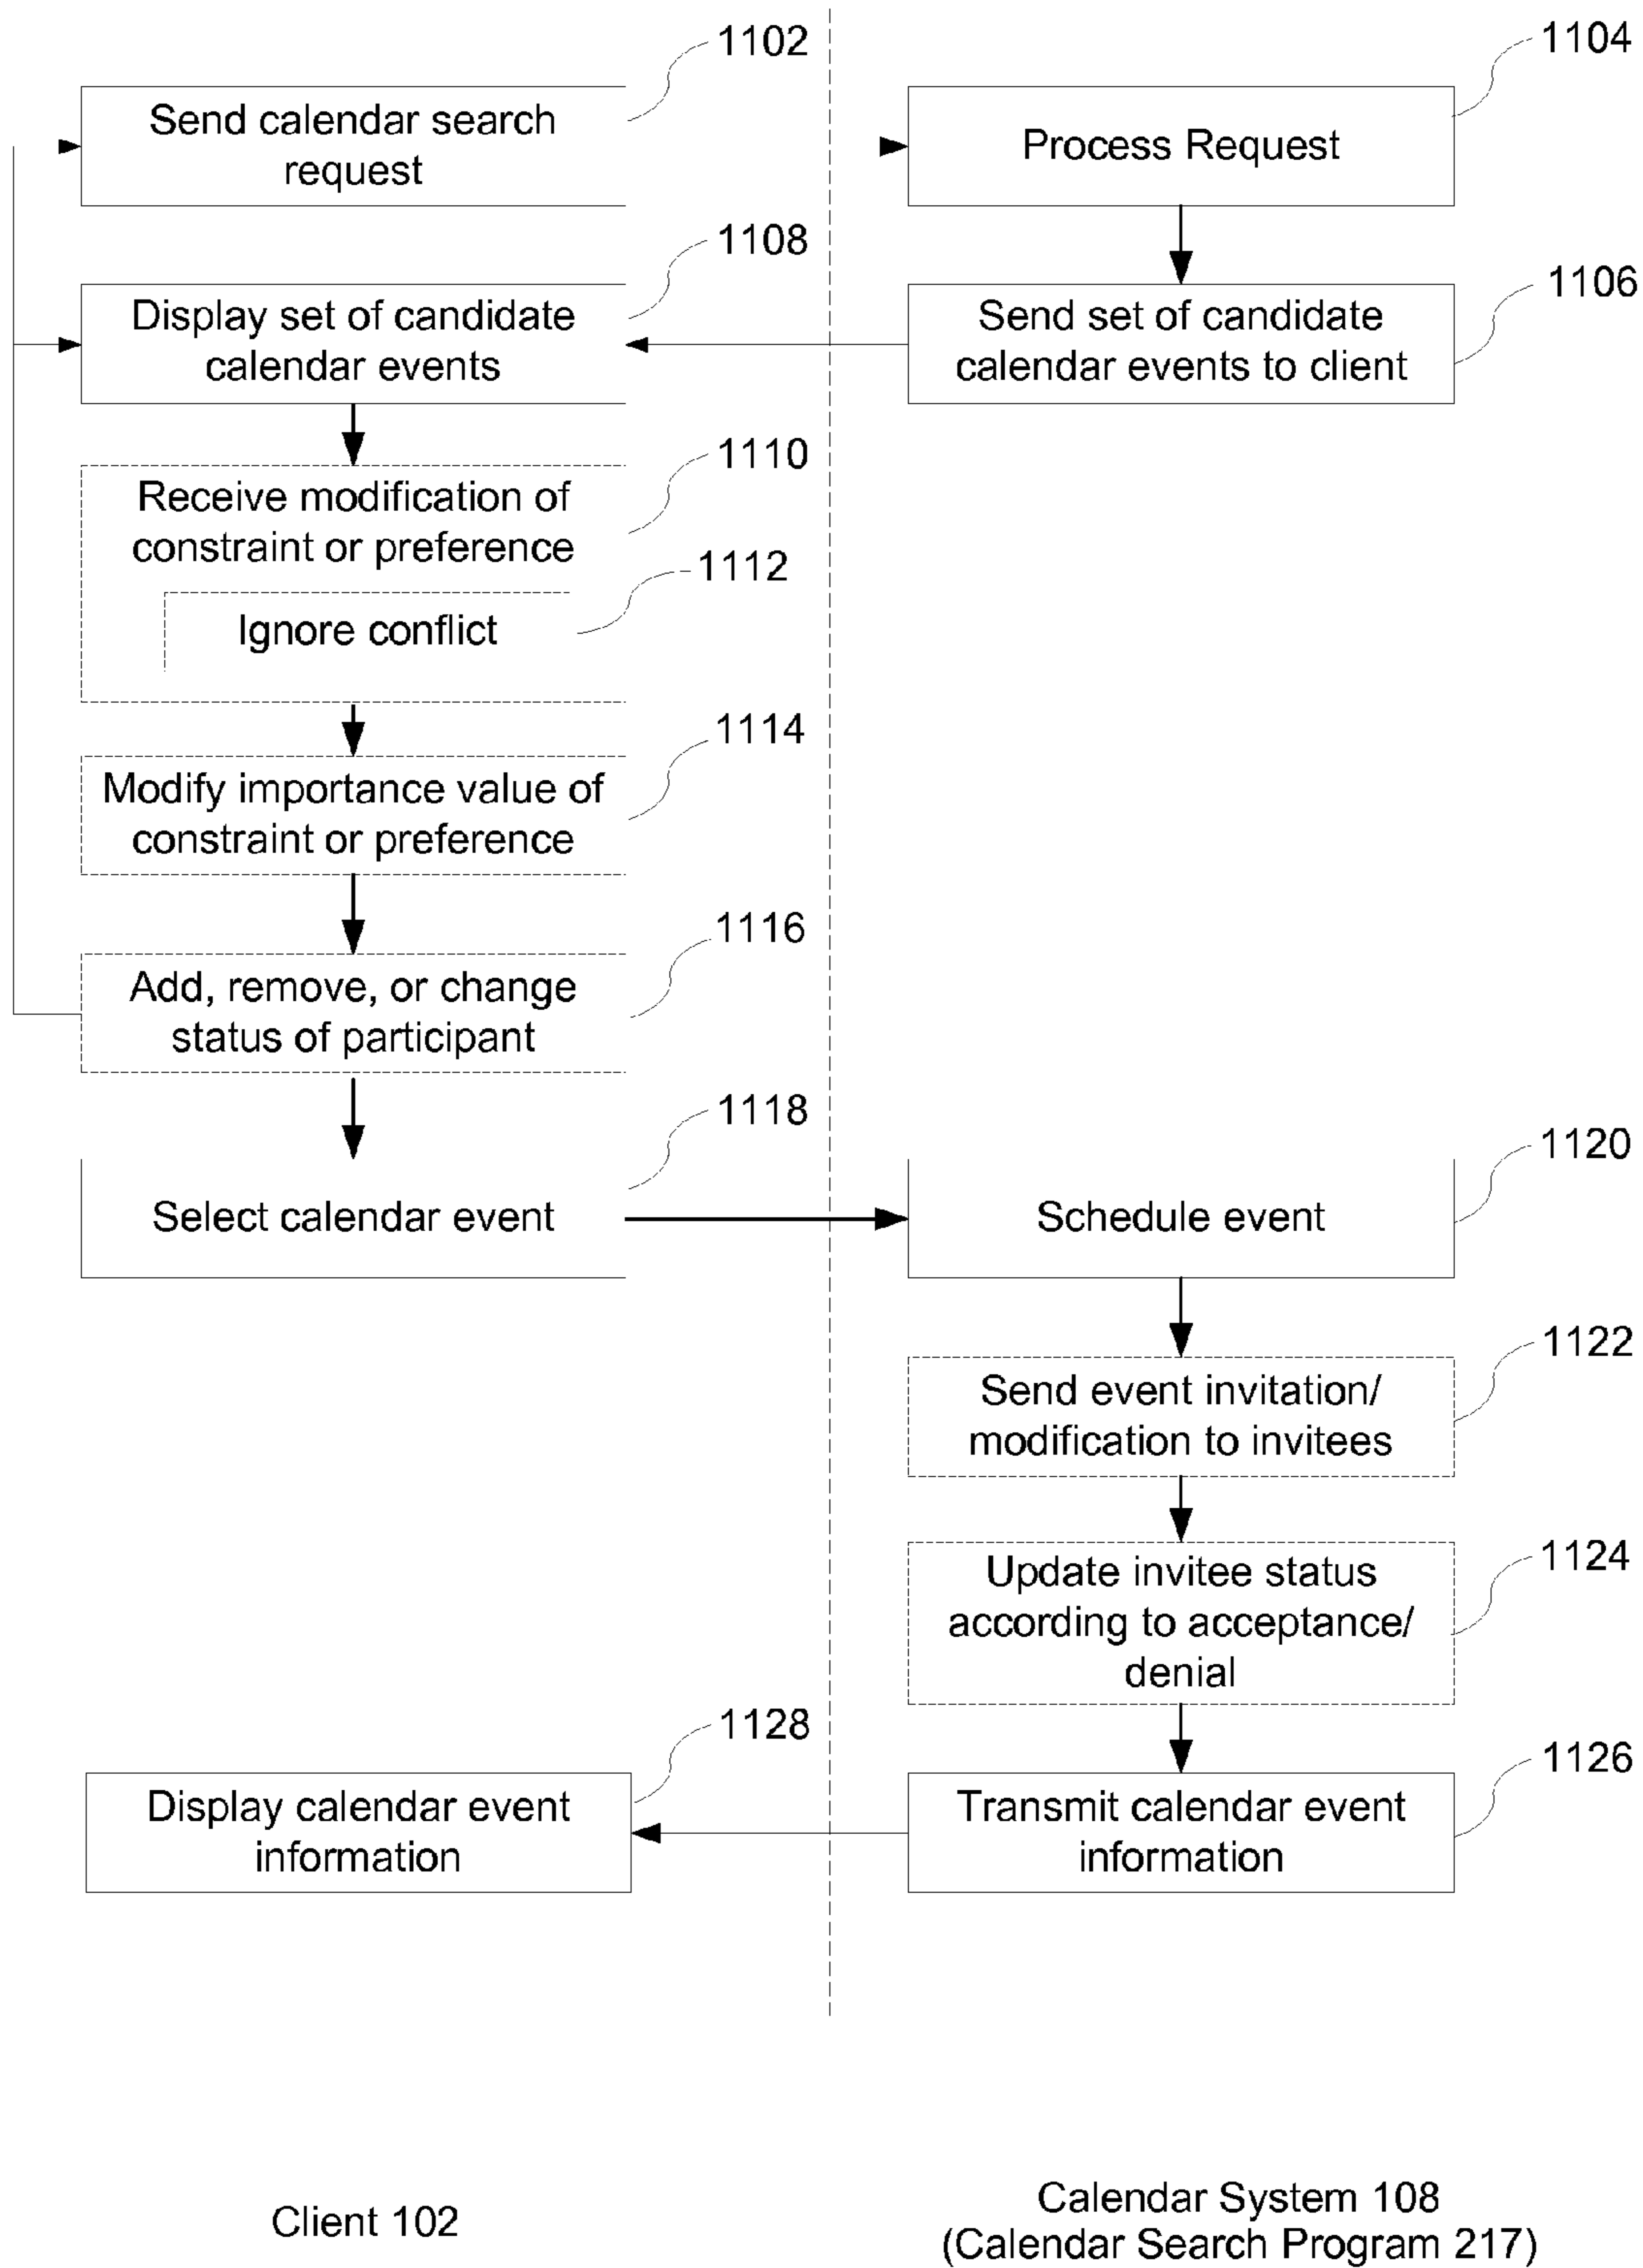 1102
Send calendar search
request
1104
Process Request
1108
Display set of candidate
calendar events
1106
Send set of candidate
calendar events to client
1110
Receive modification of
constraint or preference
1112
Ignore conflict
1114
Modify importance value of
constraint or preference
1116
Add, remove, or change
status of participant
1118
Select calendar event
1120
Schedule event
1122
Send event invitation/
modification to invitees
1124
Update invitee status
according to acceptance/
denial
1128
Display calendar event
information
1126
Transmit calendar event
information
Client 102
Calendar System 108
(Calendar Search Program 217)